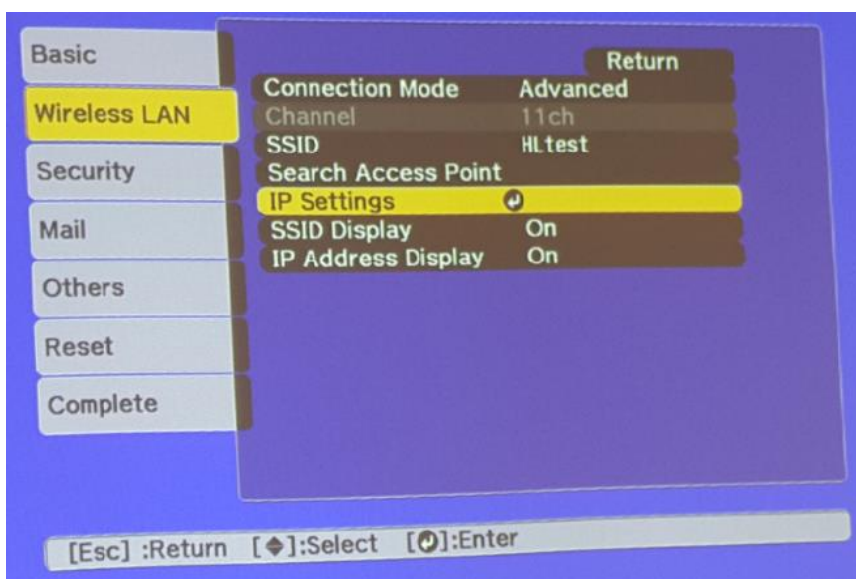 Basic
Wireless LAN
Security
Mail
Others
Reset
Complete
Return
Connection Mode Advanced
Channel 11ch
SSID HLtest
Search Access Point
IP Settings
SSID Display On
IP Address Display On
[Esc] :Return [◆]:Select [↵]:Enter